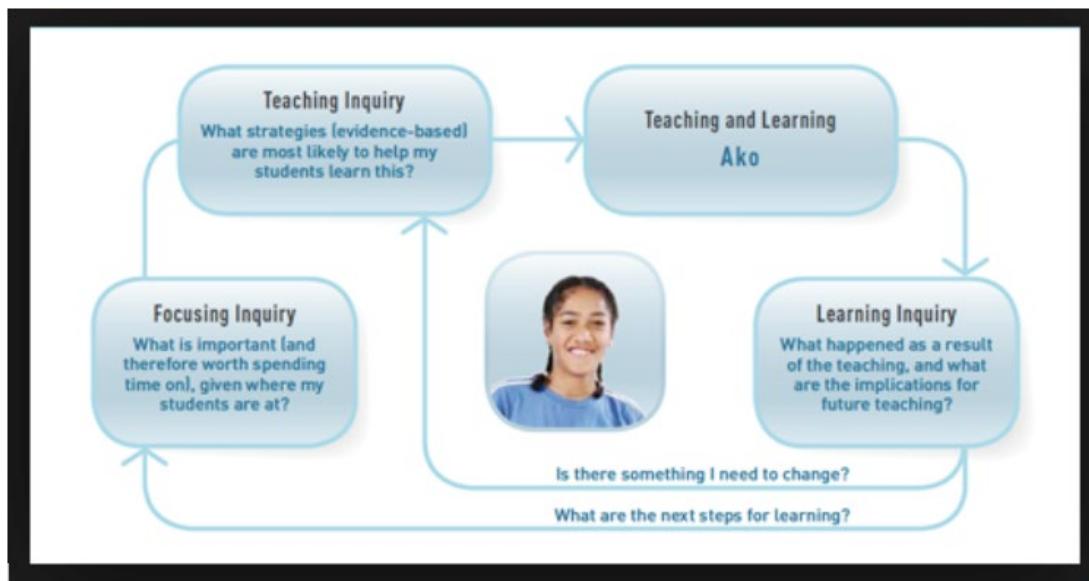 Teaching Inquiry
What strategies (evidence-based)
are most likely to help my
students learn this?
Teaching and Learning
Ako
Focusing Inquiry
What is important (and
therefore worth spending
time on), given where my
students are at?
Learning Inquiry
What happened as a result
of the teaching, and what
are the implications for
future teaching?
Is there something I need to change?
What are the next steps for learning?